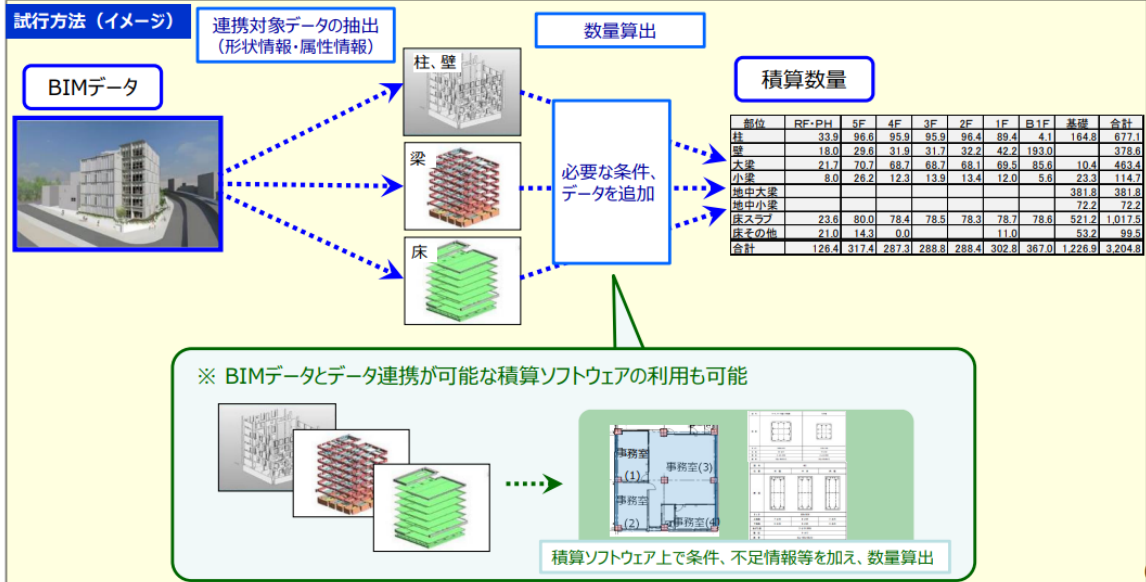 試行方法（イメージ）
連携対象データの抽出
（形状情報・属性情報）
数量算出
BIMデータ
柱、壁
梁
床
必要な条件、
データを追加
積算数量
部位 RF・PH 5F 4F 3F 2F 1F B1F 基礎 合計
柱 33.9 96.6 95.9 95.9 96.4 89.4 4.1 164.8 677.1
壁 18.0 29.6 31.9 31.7 32.2 42.2 193.0 378.6
大梁 21.7 70.7 68.7 68.7 68.1 69.5 85.6 10.4 463.4
小梁 8.0 26.2 12.3 13.9 13.4 12.0 5.6 23.3 114.7
地中大梁 381.8 381.8
地中小梁 72.2 72.2
床スラブ 23.6 80.0 78.4 78.5 78.3 78.7 78.6 521.2 1,017.5
床その他 21.0 14.3 0.0 11.0 53.2 99.5
合計 126.4 317.4 287.3 288.8 288.4 302.8 367.0 1,226.9 3,204.8
※ BIMデータとデータ連携が可能な積算ソフトウェアの利用も可能
事務室
(1)
事務室(3)
事務室
(2)
事務室(4)
積算ソフトウェア上で条件、不足情報等を加え、数量算出